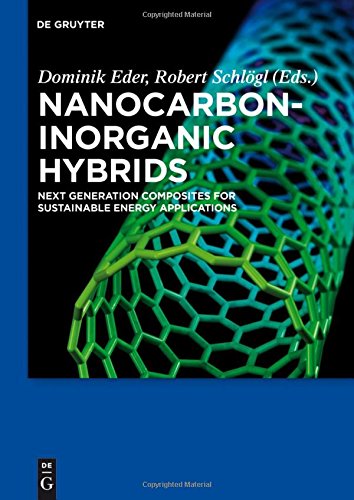 DE GRUYTER
Dominik Eder, Robert Schlögl (Eds.)
NANOCARBON-
INORGANIC
HYBRIDS
NEXT GENERATION COMPOSITES FOR
SUSTAINABLE ENERGY APPLICATIONS
DE
G